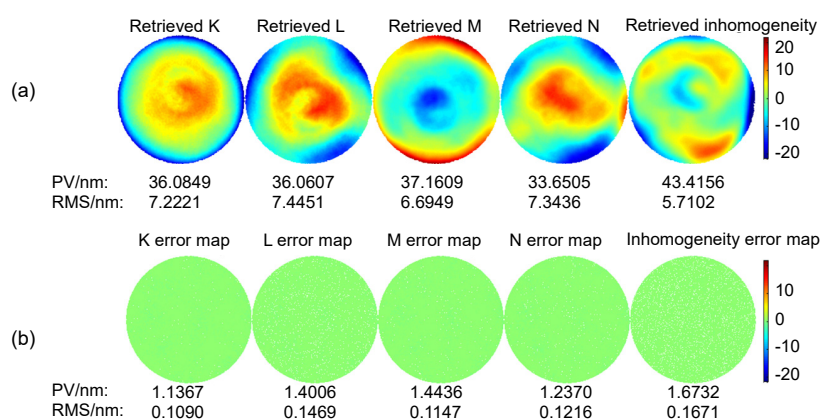 Retrieved K Retrieved L Retrieved M Retrieved N Retrieved inhomogeneity
(a)
20
10
0
-10
-20
PV/nm: 36.0849 36.0607 37.1609 33.6505 43.4156
RMS/nm: 7.2221 7.4451 6.6949 7.3436 5.7102
K error map L error map M error map N error map Inhomogeneity error map
(b)
10
0
-10
-20
PV/nm: 1.1367 1.4006 1.4436 1.2370 1.6732
RMS/nm: 0.1090 0.1469 0.1147 0.1216 0.1671